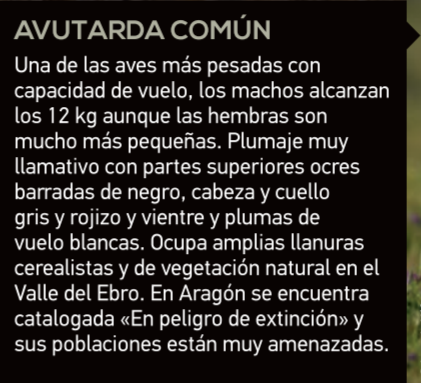 AVUTARDA COMÚN
Una de las aves más pesadas con
capacidad de vuelo, los machos alcanzan
los 12 kg aunque las hembras son
mucho más pequeñas. Plumaje muy
llamativo con partes superiores ocres
barradas de negro, cabeza y cuello
gris y rojizo y vientre y plumas de
vuelo blancas. Ocupa amplias llanuras
cerealistas y de vegetación natural en el
Valle del Ebro. En Aragón se encuentra
catalogada «En peligro de extinción» y
sus poblaciones están muy amenazadas.